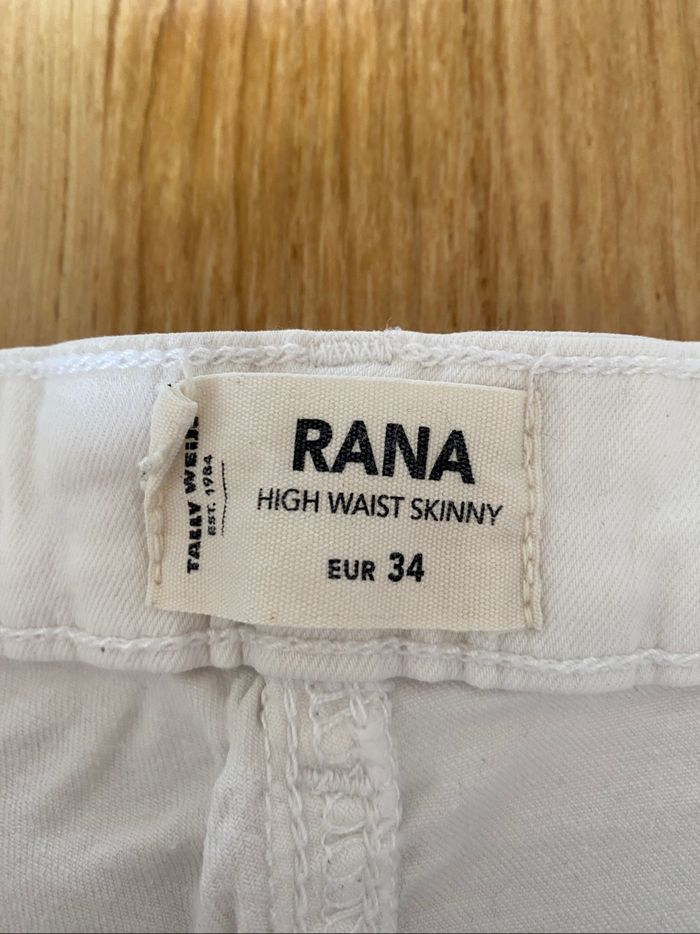 TALLY WEIJL
EST. 1984
RANA
HIGH WAIST SKINNY
EUR 34